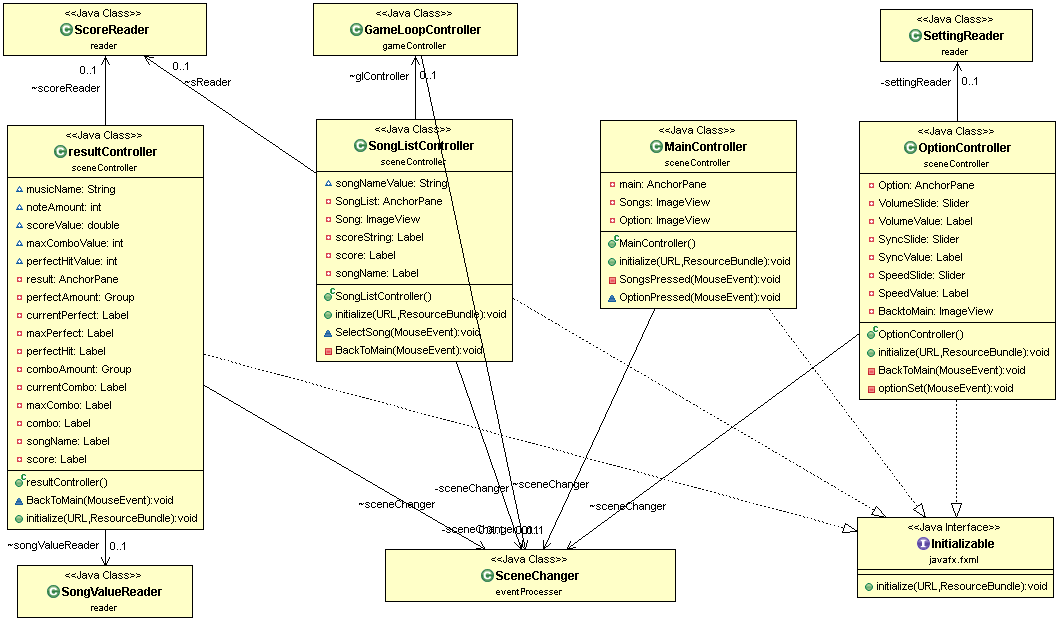 <<Java Class>>
ScoreReader
reader
<<Java Class>>
GameLoopController
gameController
<<Java Class>>
SettingReader
reader
0..1
~scoreReader
0..1
~sReader
~glController
0..1
-settingReader
0..1
<<Java Class>>
resultController
sceneController
musicName: String
noteAmount: int
scoreValue: double
maxComboValue: int
perfectHitValue: int
result: AnchorPane
perfectAmount: Group
currentPerfect: Label
maxPerfect: Label
perfectHit: Label
comboAmount: Group
currentCombo: Label
maxCombo: Label
combo: Label
songName: Label
score: Label
resultController()
BackToMain(MouseEvent):void
initialize(URL,ResourceBundle):void
<<Java Class>>
SongListController
sceneController
songNameValue: String
SongList: AnchorPane
Song: ImageView
scoreString: Label
score: Label
songName: Label
SongListController()
initialize(URL,ResourceBundle):void
SelectSong(MouseEvent):void
BackToMain(MouseEvent):void
<<Java Class>>
MainController
sceneController
main: AnchorPane
Songs: ImageView
Option: ImageView
MainController()
initialize(URL,ResourceBundle):void
SongsPressed(MouseEvent):void
OptionPressed(MouseEvent):void
<<Java Class>>
OptionController
sceneController
Option: AnchorPane
VolumeSlide: Slider
VolumeValue: Label
SyncSlide: Slider
SyncValue: Label
SpeedSlide: Slider
SpeedValue: Label
BacktoMain: ImageView
OptionController()
initialize(URL,ResourceBundle):void
BackToMain(MouseEvent):void
optionSet(MouseEvent):void
~songValueReader
0..1
~sceneChanger
-sceneChanger
~sceneChanger
-sceneChanger
~sceneChanger
<<Java Class>>
SongValueReader
reader
<<Java Class>>
SceneChanger
eventProcesser
<<Java Interface>>
Initializable
javafx.fxml
initialize(URL,ResourceBundle):void